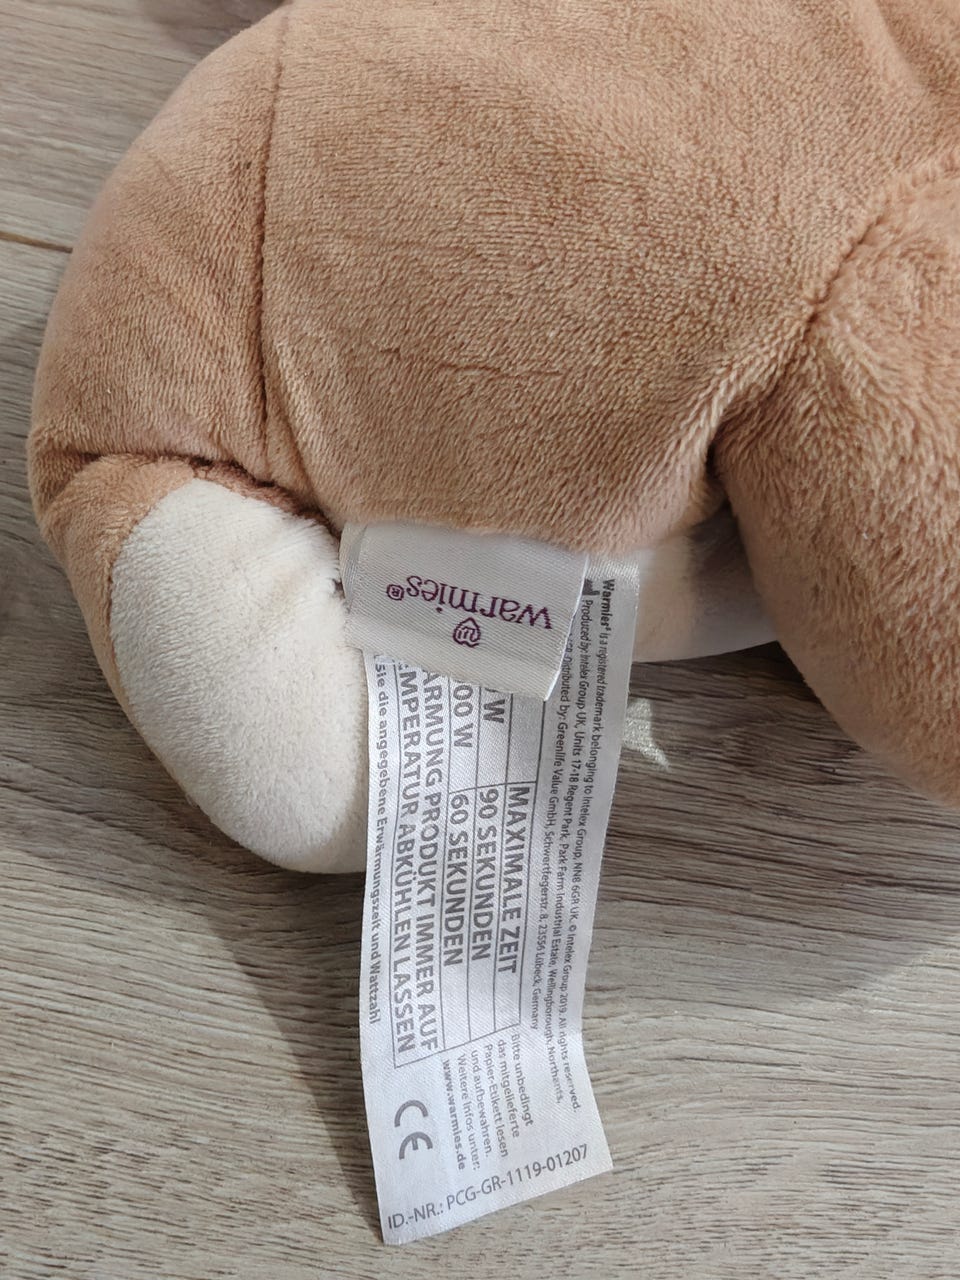 warmies®
Warmies® is a registered trademark belonging to Intelex Group, NN8 6GR UK. © Intelex Group 2019. All rights reserved.
Produced by: Intelex Group UK, Units 17-18 Regent Park, Park Farm Industrial Estate, Wellingborough, Northants,
Distributed by: Greenlife Value GmbH, Schwertfegerstr. 8, 23556 Lübeck, Germany
MAXIMALE ZEIT
W 90 SEKUNDEN
00 W 60 SEKUNDEN
PRODUKT IMMER AUF
ABKÜHLEN LASSEN
Sie die angegebene Erwärmungszeit und Wattzahl
Bitte unbedingt
das mitgelieferte
Papier-Etikett lesen
und aufbewahren.
Weitere Infos unter:
www.warmies.de
CE
ID.-NR.: PCG-GR-1119-01207